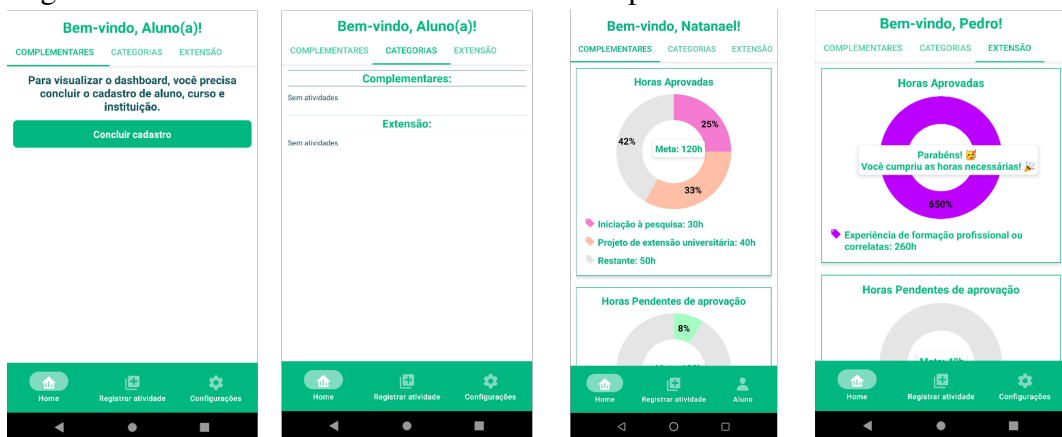 Bem-vindo, Aluno(a)!
COMPLEMENTARES CATEGORIAS EXTENSÃO
Para visualizar o dashboard, você precisa
concluir o cadastro de aluno, curso e
instituição.
Concluir cadastro
Home Registrar atividade Configurações
Bem-vindo, Aluno(a)!
COMPLEMENTARES CATEGORIAS EXTENSÃO
Complementares:
Sem atividades
Extensão:
Sem atividades
Home Registrar atividade Configurações
Bem-vindo, Natanael!
COMPLEMENTARES CATEGORIAS EXTENSÃO
Horas Aprovadas
25%
42%
Meta: 120h
33%
Iniciação à pesquisa: 30h
Projeto de extensão universitária: 40h
Restante: 50h
Horas Pendentes de aprovação
8%
Home Registrar atividade Aluno
Bem-vindo, Pedro!
COMPLEMENTARES CATEGORIAS EXTENSÃO
Horas Aprovadas
Parabéns! 🥳
Você cumpriu as horas necessárias! 🎉
650%
Experiência de formação profissional ou
correlatas: 260h
Horas Pendentes de aprovação
Meta: 40h
Home Registrar atividade Configurações